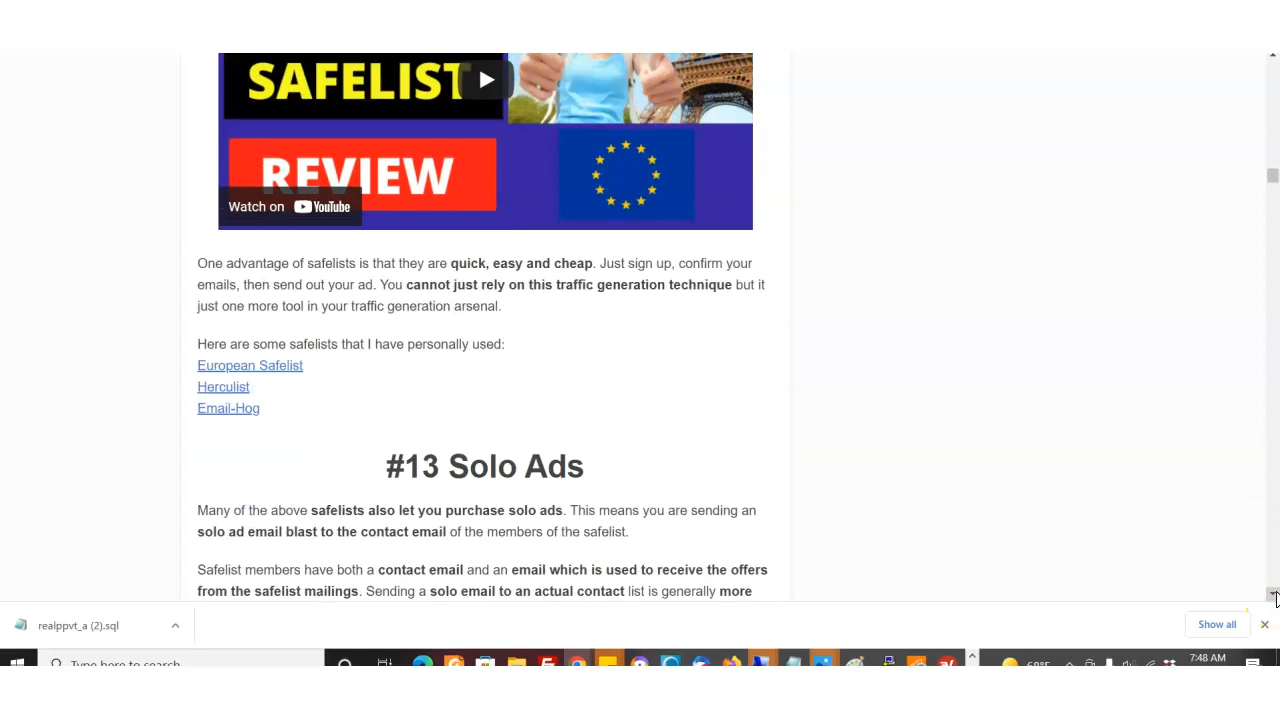 SAFELIST
REVIEW
Watch on YouTube
One advantage of safelists is that they are quick, easy and cheap. Just sign up, confirm your
emails, then send out your ad. You cannot just rely on this traffic generation technique but it
just one more tool in your traffic generation arsenal.
Here are some safelists that I have personally used:
European Safelist
Herculist
Email-Hog
#13 Solo Ads
Many of the above safelists also let you purchase solo ads. This means you are sending an
solo ad email blast to the contact email of the members of the safelist.
Safelist members have both a contact email and an email which is used to receive the offers
from the safelist mailings. Sending a solo email to an actual contact list is generally more
realppvt_a (2).sql
Show all
Type here to search
68°F
7:48 AM